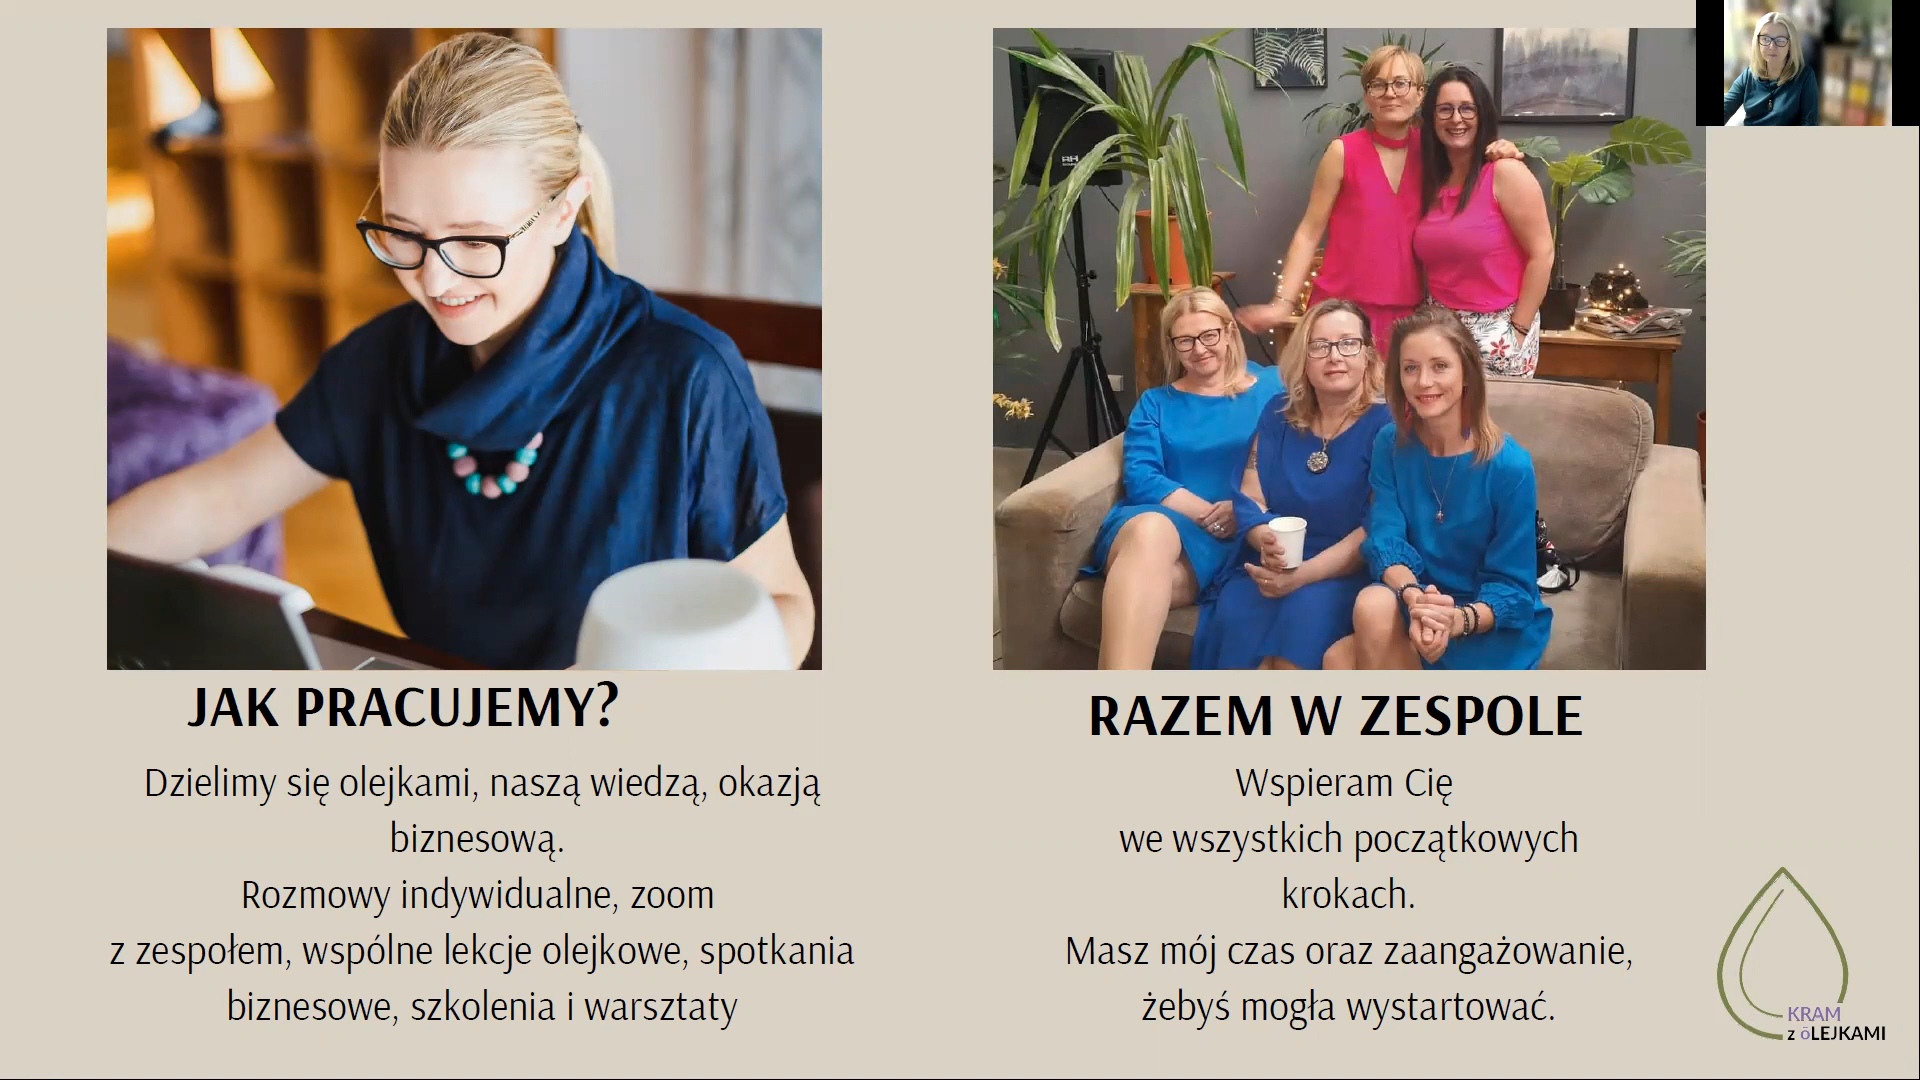 JAK PRACUJEMY?
Dzielimy się olejkami, naszą wiedzą, okazją
biznesową.
Rozmowy indywidualne, zoom
z zespołem, wspólne lekcje olejkowe, spotkania
biznesowe, szkolenia i warsztaty
RAZEM W ZESPOLE
Wspieram Cię
we wszystkich początkowych
krokach.
Masz mój czas oraz zaangażowanie,
żebyś mogła wystartować.
KRAM
z ōLEJKAMI